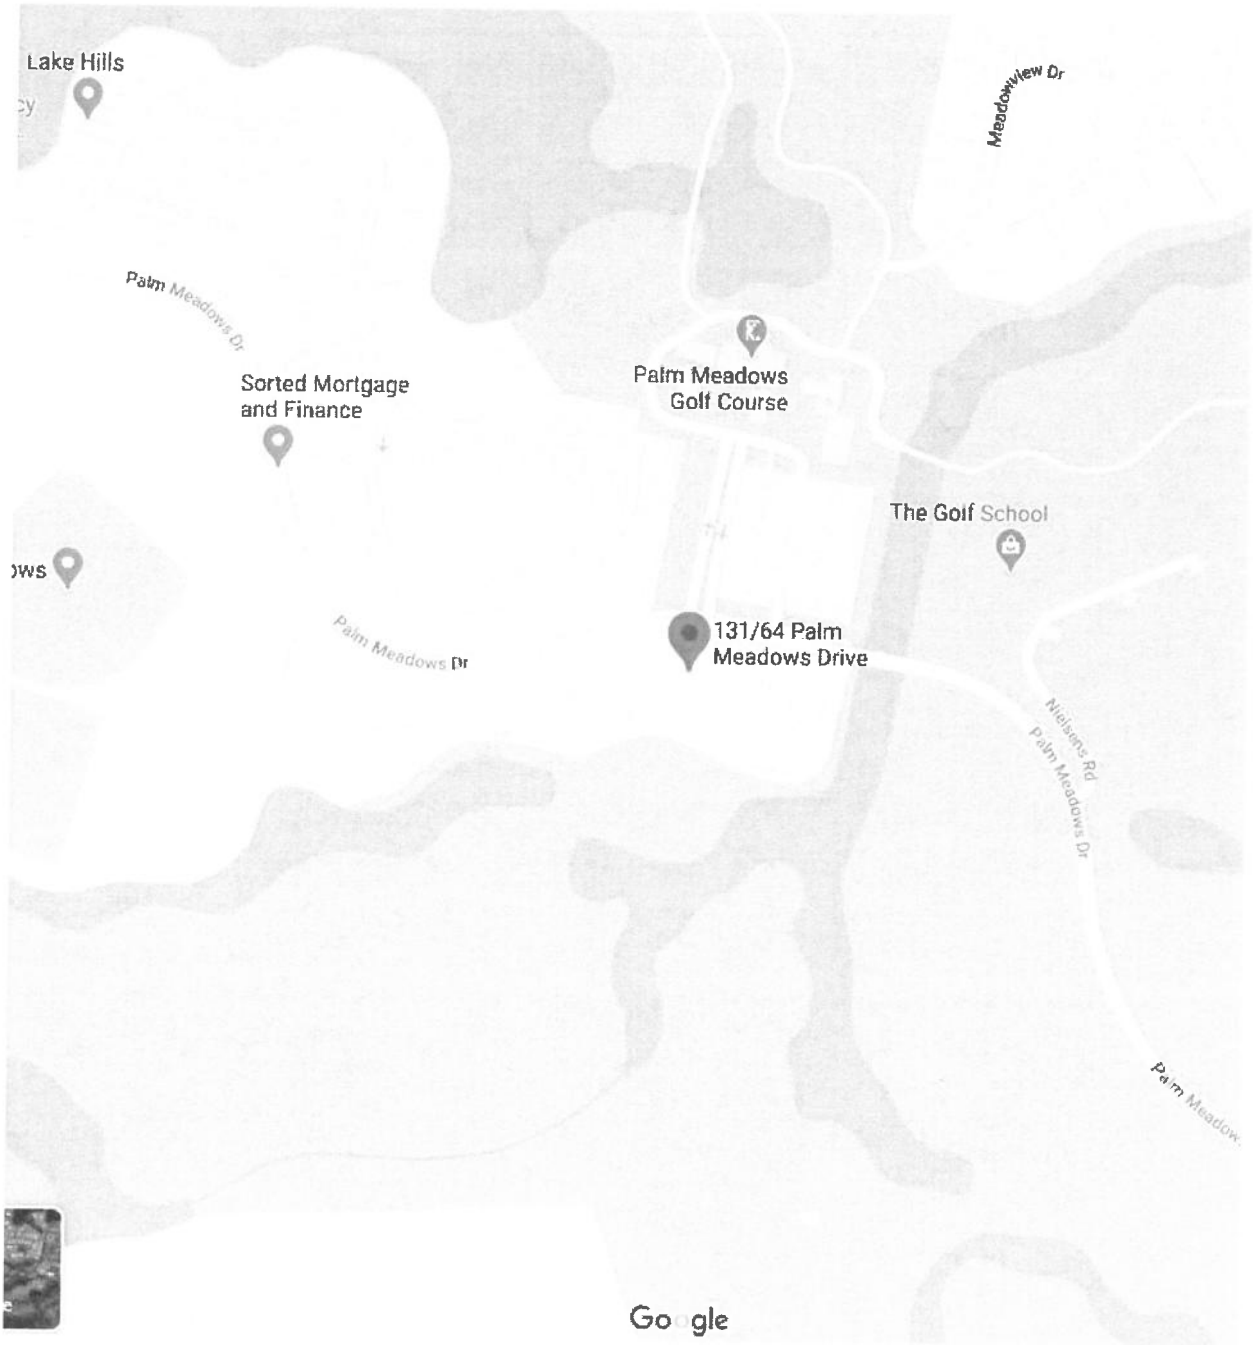 Lake Hills
cy
Meadowview Dr
Palm Meadows Dr
Sorted Mortgage
and Finance
Palm Meadows
Golf Course
The Golf School
ows
131/64 Palm
Meadows Drive
Palm Meadows Dr
Nielsens Rd
Palm Meadows Dr
Palm Meadow
e
Google